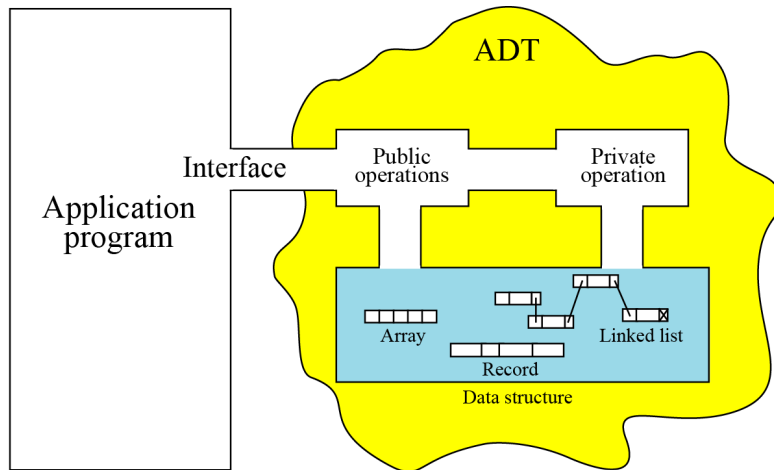 ADT
Interface
Public
operations
Private
operation
Application
program
Array
Linked list
Record
Data structure